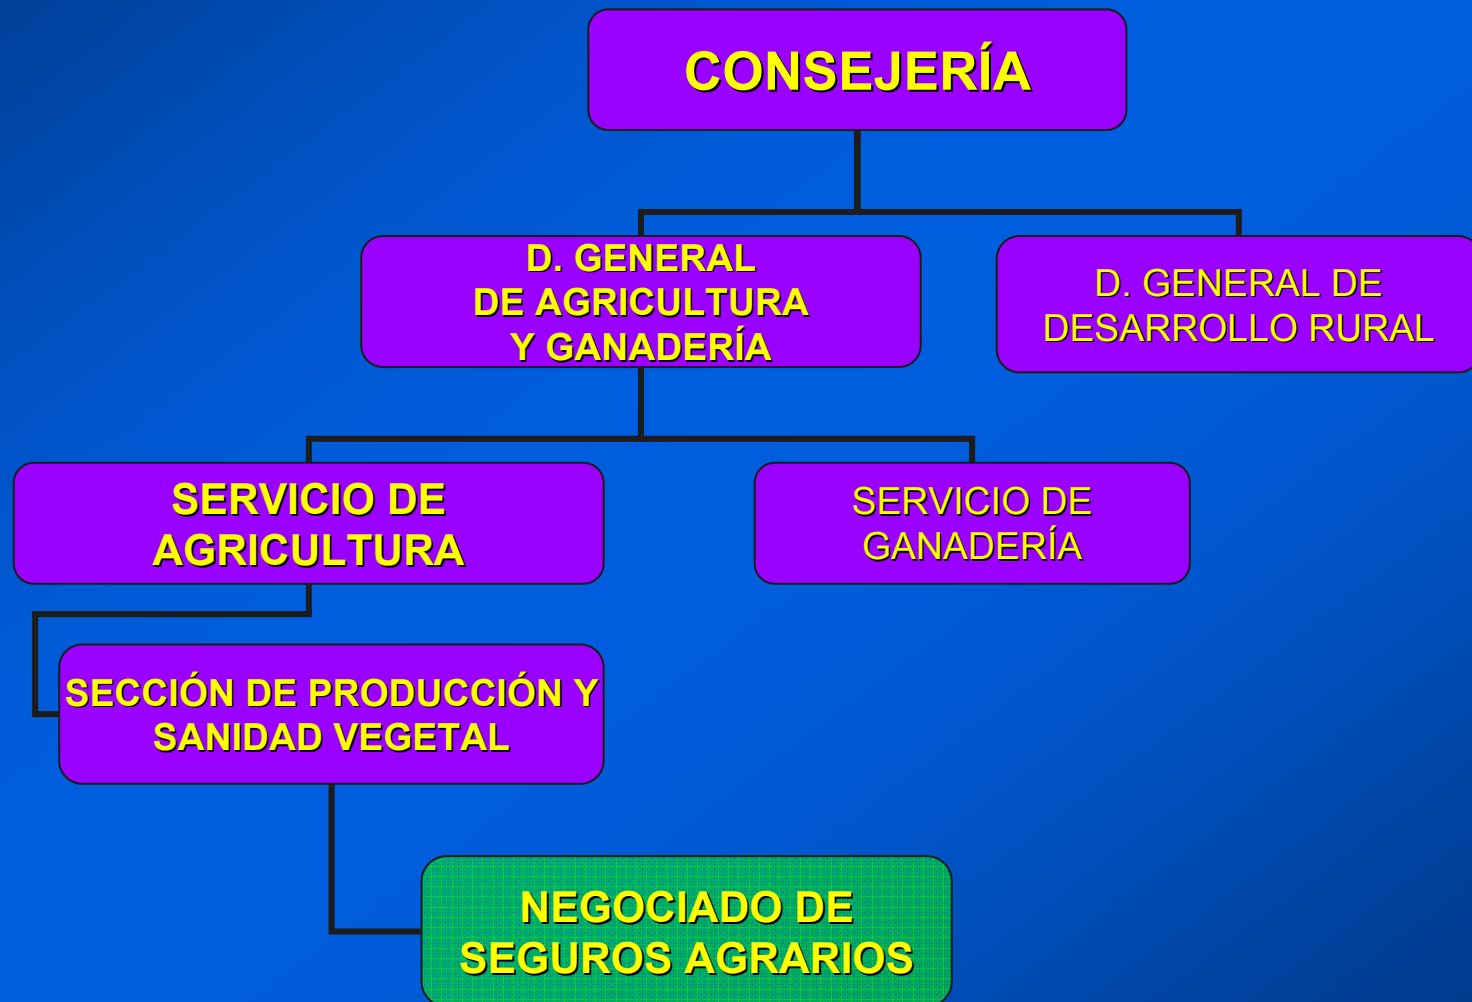 CONSEJERÍA
D. GENERAL
DE AGRICULTURA
Y GANADERÍA
D. GENERAL DE
DESARROLLO RURAL
SERVICIO DE
AGRICULTURA
SERVICIO DE
GANADERÍA
SECCIÓN DE PRODUCCIÓN Y
SANIDAD VEGETAL
NEGOCIADO DE
SEGUROS AGRARIOS